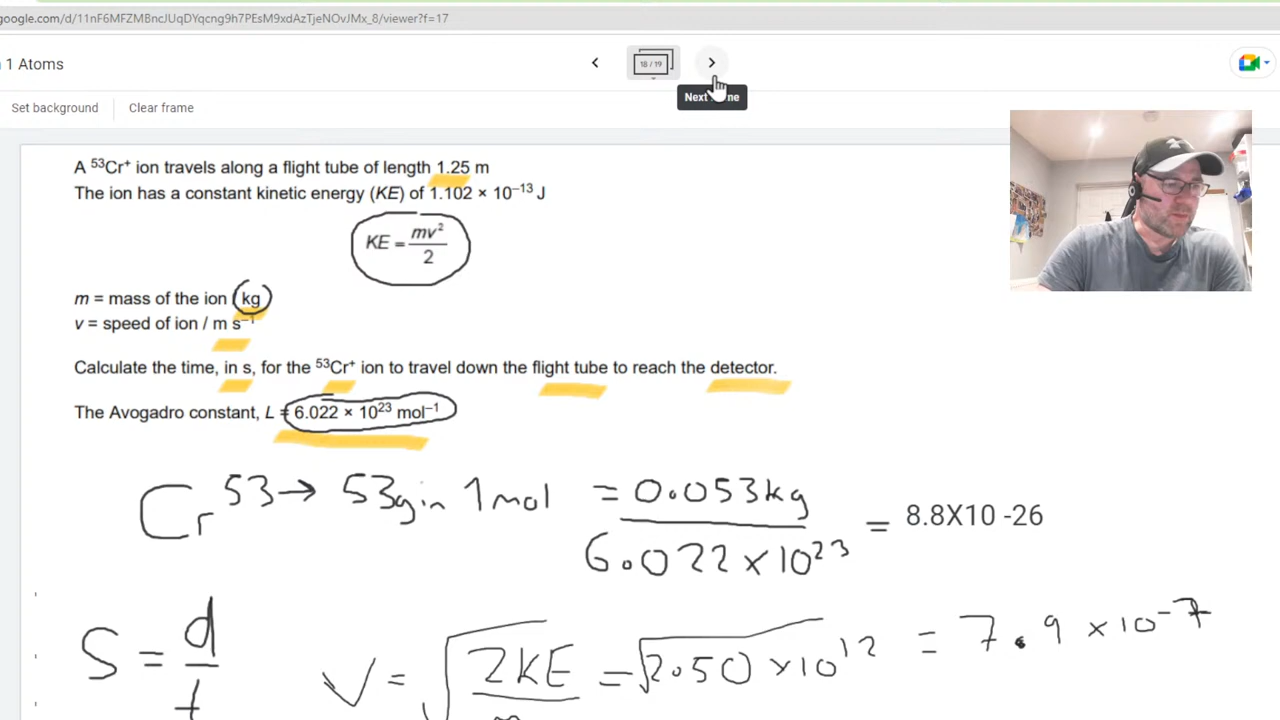 google.com/d/11nF6MFZMBncJUqDYqcng9h7PEsM9xdAzTjeNOvJMx_8/viewer?f=17
1 Atoms
18 / 19
Set background
Clear frame
Next
A ⁵³Cr⁺ ion travels along a flight tube of length 1.25 m
The ion has a constant kinetic energy (KE) of 1.102 × 10⁻¹³ J
KE = mv²/2
m = mass of the ion (kg)
v = speed of ion / m s⁻¹
Calculate the time, in s, for the ⁵³Cr⁺ ion to travel down the flight tube to reach the detector.
The Avogadro constant, L = 6.022 × 10²³ mol⁻¹
Cr 53 → 53g in 1 mol = 0.053kg / 6.022 × 10²³ = 8.8X10 -26
S = d/t
V = √2KE = √2.50 × 10¹² = 7.9 × 10⁻⁷